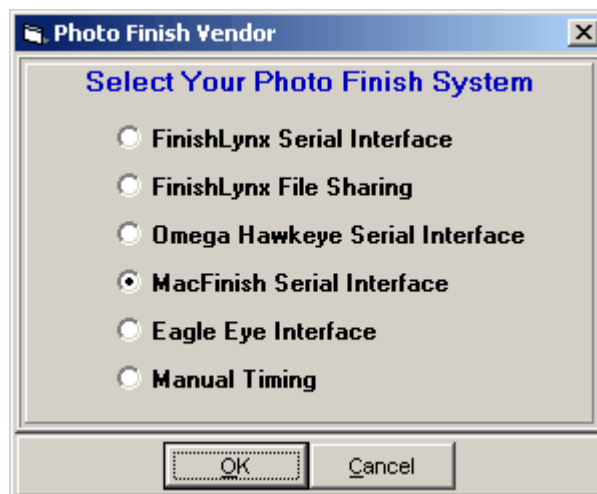 Photo Finish Vendor
Select Your Photo Finish System
FinishLynx Serial Interface
FinishLynx File Sharing
Omega Hawkeye Serial Interface
MacFinish Serial Interface
Eagle Eye Interface
Manual Timing
OK Cancel